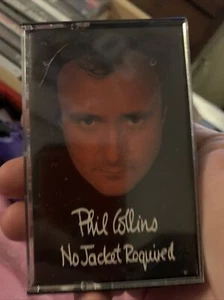 Phil Collins
No Jacket Required